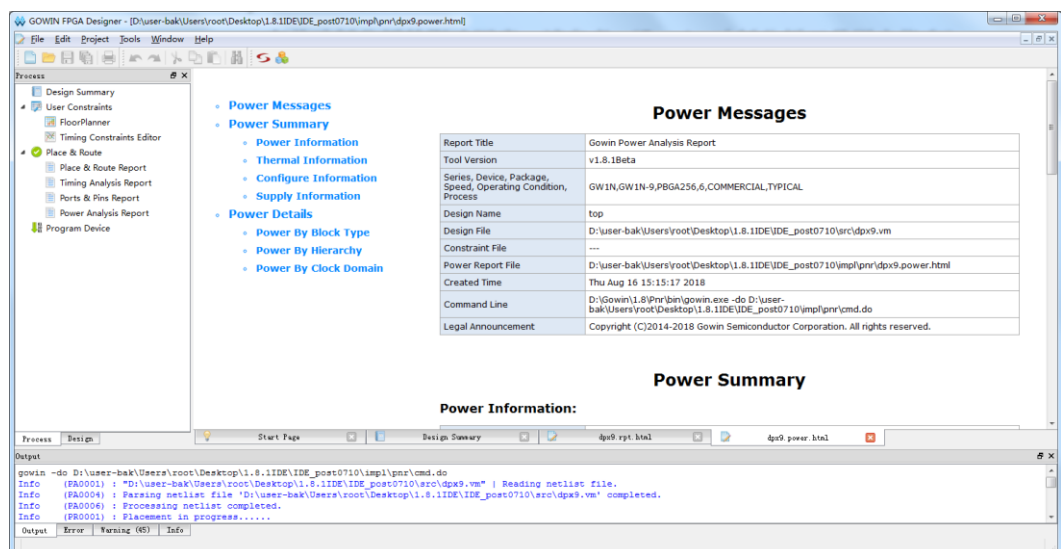 GOWIN FPGA Designer - [D:\user-bak\Users\root\Desktop\1.8.1IDE\IDE_post0710\impl\pnr\dpx9.power.html]
File Edit Project Tools Window Help
Process
Design Summary
User Constraints
FloorPlanner
Timing Constraints Editor
Place & Route
Place & Route Report
Timing Analysis Report
Ports & Pins Report
Power Analysis Report
Program Device
Process Design
Power Messages
Power Summary
Power Information
Thermal Information
Configure Information
Supply Information
Power Details
Power By Block Type
Power By Hierarchy
Power By Clock Domain
Power Messages
Report Title Gowin Power Analysis Report
Tool Version v1.8.1Beta
Series, Device, Package,
Speed, Operating Condition,
Process
GW1N,GW1N-9,PBGA256,6,COMMERCIAL,TYPICAL
Design Name top
Design File D:\user-bak\Users\root\Desktop\1.8.1IDE\IDE_post0710\src\dpx9.vm
Constraint File ---
Power Report File D:\user-bak\Users\root\Desktop\1.8.1IDE\IDE_post0710\impl\pnr\dpx9.power.html
Created Time Thu Aug 16 15:15:17 2018
Command Line
D:\Gowin\1.8\Pnr\bin\gowin.exe -do D:\user-
bak\Users\root\Desktop\1.8.1IDE\IDE_post0710\impl\pnr\cmd.do
Legal Announcement Copyright (C)2014-2018 Gowin Semiconductor Corporation. All rights reserved.
Power Summary
Power Information:
Start Page Design Summary dpx9.rpt.html dpx9.power.html
Output
gowin -do D:\user-bak\Users\root\Desktop\1.8.1IDE\IDE_post0710\impl\pnr\cmd.do
Info (PA0001) : "D:\user-bak\Users\root\Desktop\1.8.1IDE\IDE_post0710\src\dpx9.vm" | Reading netlist file.
Info (PA0004) : Parsing netlist file 'D:\user-bak\Users\root\Desktop\1.8.1IDE\IDE_post0710\src\dpx9.vm' completed.
Info (PA0006) : Processing netlist completed.
Info (PR0001) : Placement in progress......
Output Error Warning (45) Info